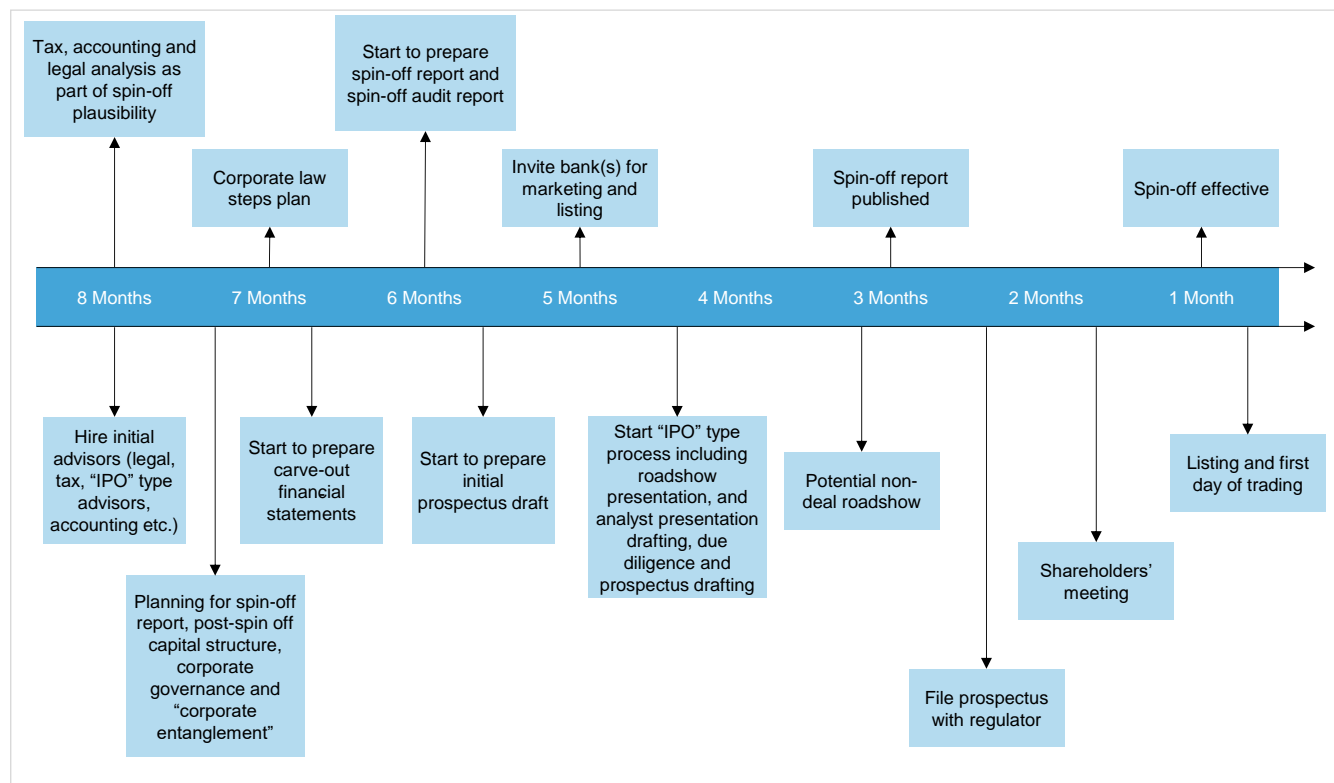 Tax, accounting and
legal analysis as
part of spin-off
plausibility
Start to prepare
spin-off report and
spin-off audit report
Corporate law
steps plan
Invite bank(s) for
marketing and
listing
Spin-off report
published
Spin-off effective
8 Months
7 Months
6 Months
5 Months
4 Months
3 Months
2 Months
1 Month
Hire initial
advisors (legal,
tax, “IPO” type
advisors,
accounting etc.)
Planning for spin-off
report, post-spin off
capital structure,
corporate
governance and
“corporate
entanglement”
Start to prepare
carve-out
financial
statements
Start to prepare
initial
prospectus draft
Start “IPO” type
process including
roadshow
presentation, and
analyst presentation
drafting, due
diligence and
prospectus drafting
Potential non-
deal roadshow
File prospectus
with regulator
Shareholders’
meeting
Listing and first
day of trading